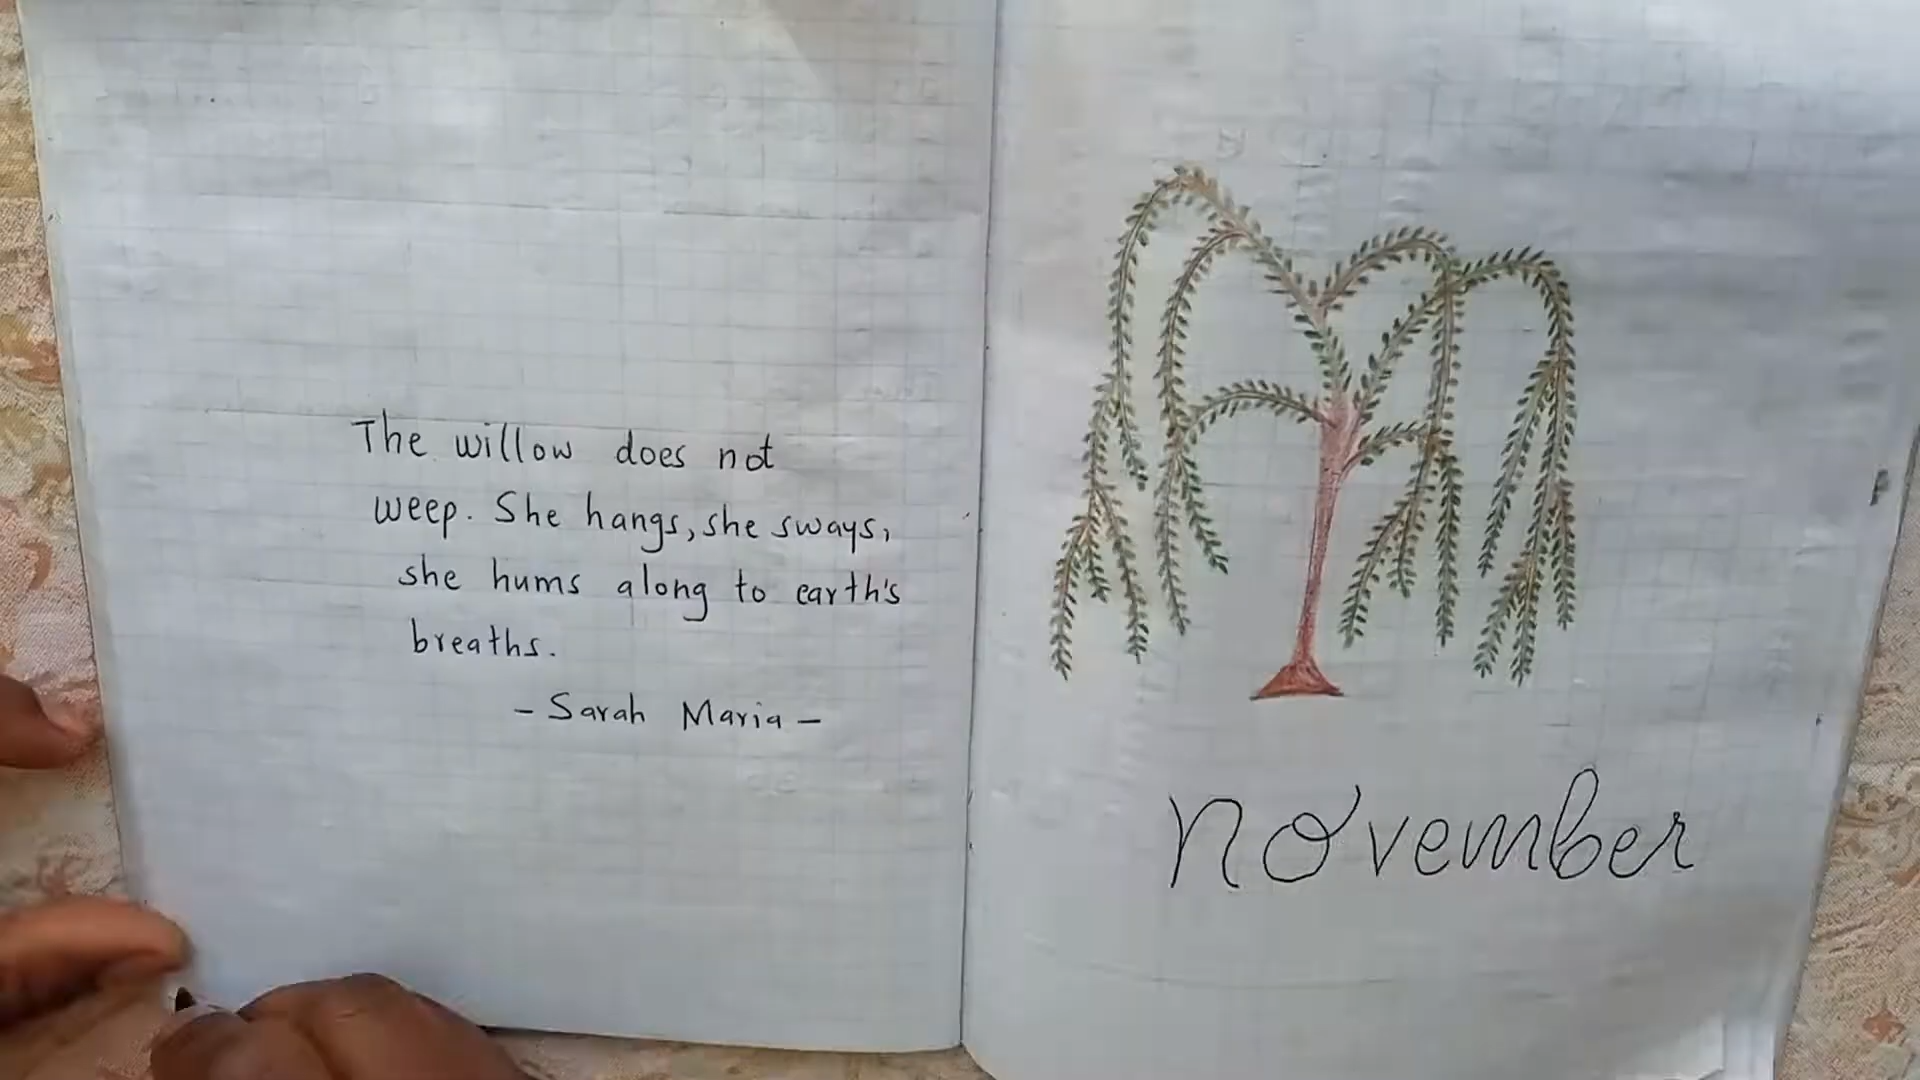 The willow does not
weep. She hangs, she sways,
she hums along to earth's
breaths.
- Sarah Maria -
november